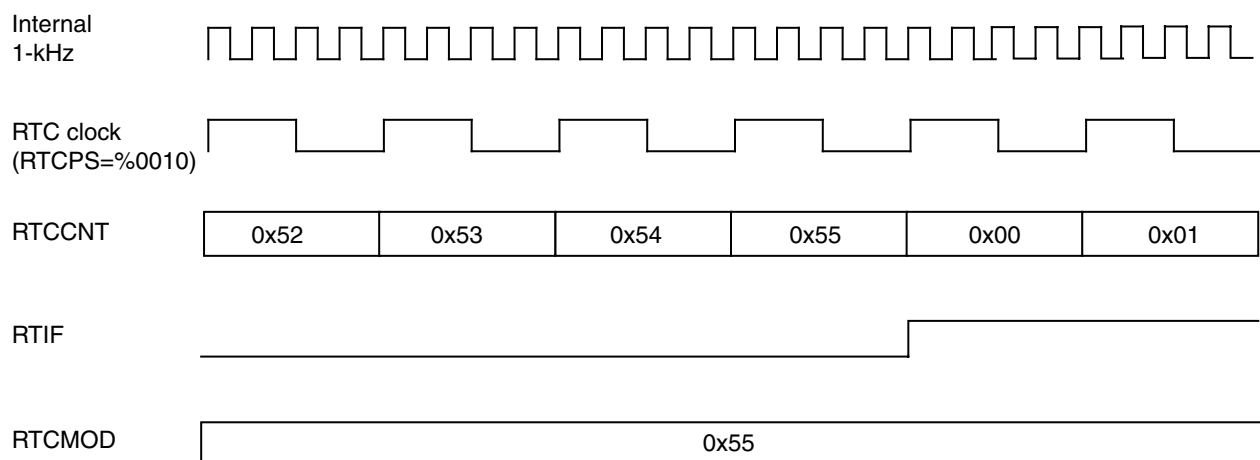 Internal
1-kHz
RTC clock
(RTCPS=%0010)
RTCCNT
0x52 0x53 0x54 0x55 0x00 0x01
RTIF
RTCMOD
0x55